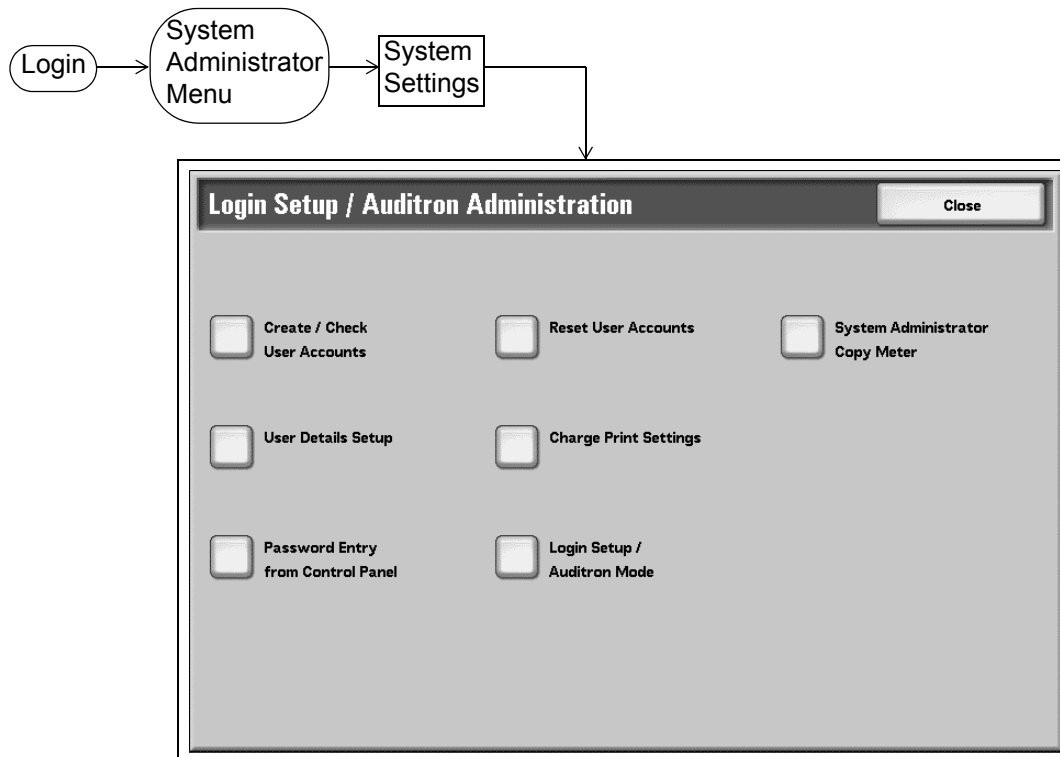 Login
System
Administrator
Menu
System
Settings
Login Setup / Auditron Administration
Close
Create / Check
User Accounts
Reset User Accounts
System Administrator
Copy Meter
User Details Setup
Charge Print Settings
Password Entry
from Control Panel
Login Setup /
Auditron Mode